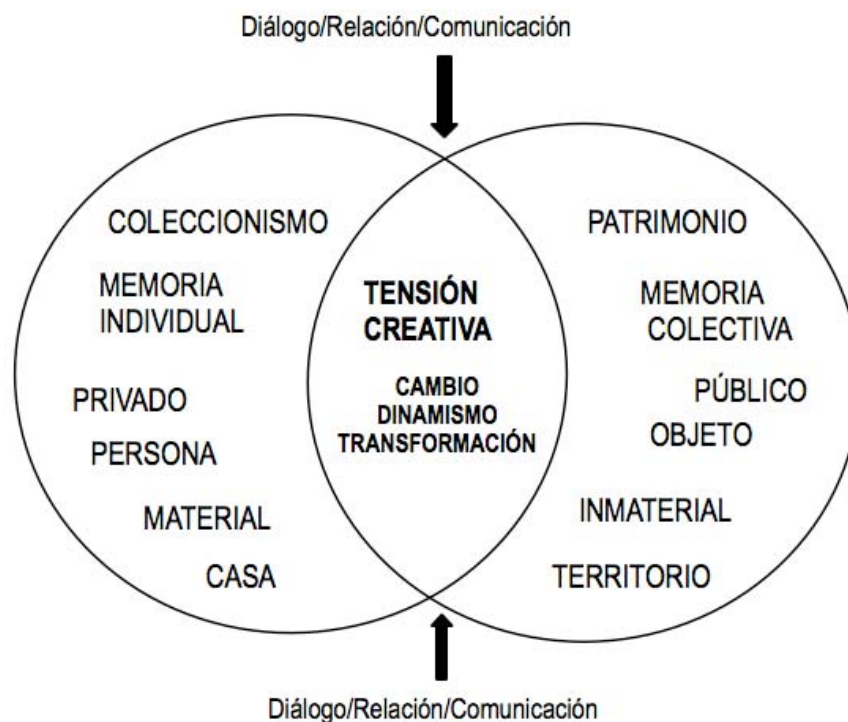 Diálogo/Relación/Comunicación
COLECCIONISMO
MEMORIA
INDIVIDUAL
PRIVADO
PERSONA
MATERIAL
CASA
TENSIÓN
CREATIVA
CAMBIO
DINAMISMO
TRANSFORMACIÓN
PATRIMONIO
MEMORIA
COLECTIVA
PÚBLICO
OBJETO
INMATERIAL
TERRITORIO
Diálogo/Relación/Comunicación